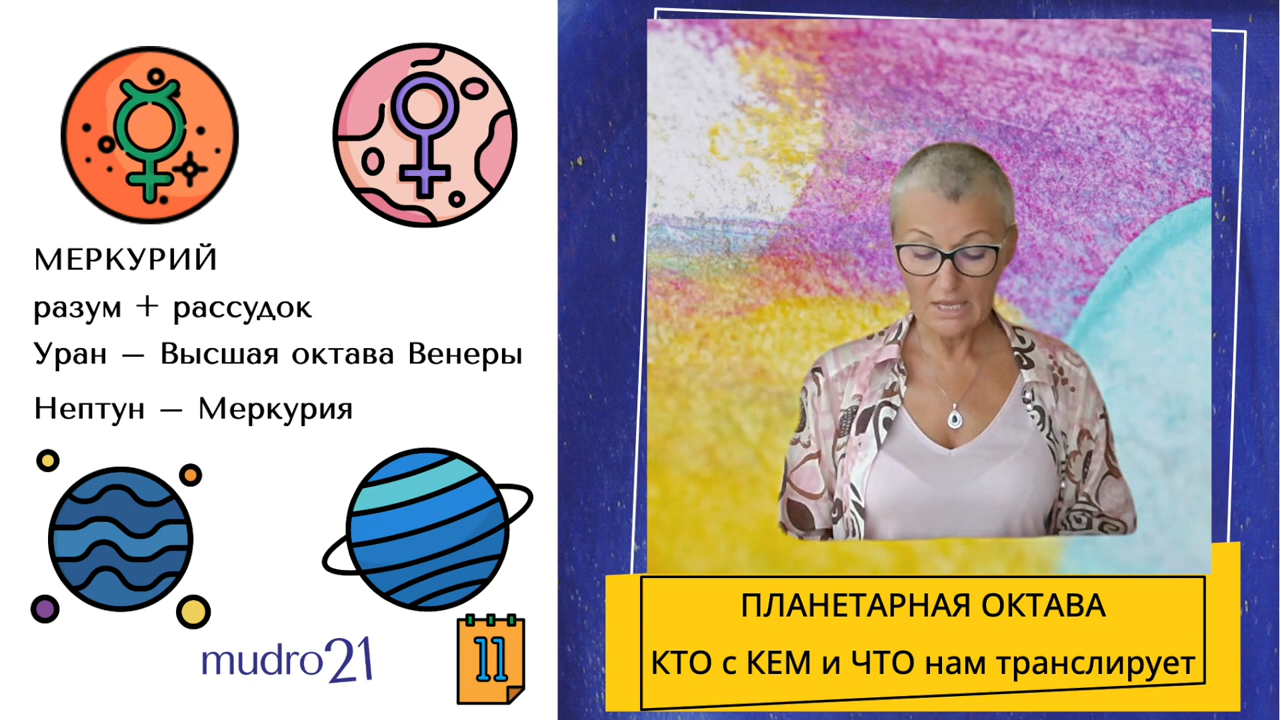 МЕРКУРИЙ
разум + рассудок
Уран – Высшая октава Венеры
Нептун – Меркурия
mudro21
11
ПЛАНЕТАРНАЯ ОКТАВА
КТО с КЕМ и ЧТО нам транслирует